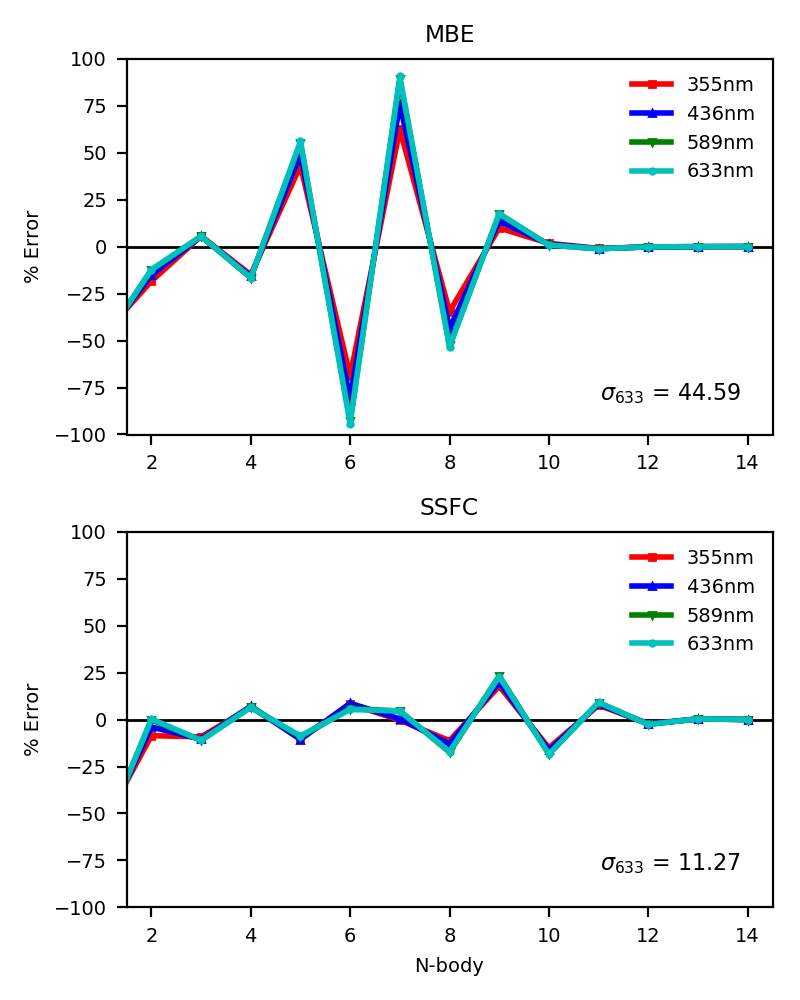 MBE
100
75
50
25
0
−25
−50
−75
−100
% Error
355nm
436nm
589nm
633nm
σ633 = 44.59
2 4 6 8 10 12 14
SSFC
100
75
50
25
0
−25
−50
−75
−100
% Error
355nm
436nm
589nm
633nm
σ633 = 11.27
2 4 6 8 10 12 14
N-body